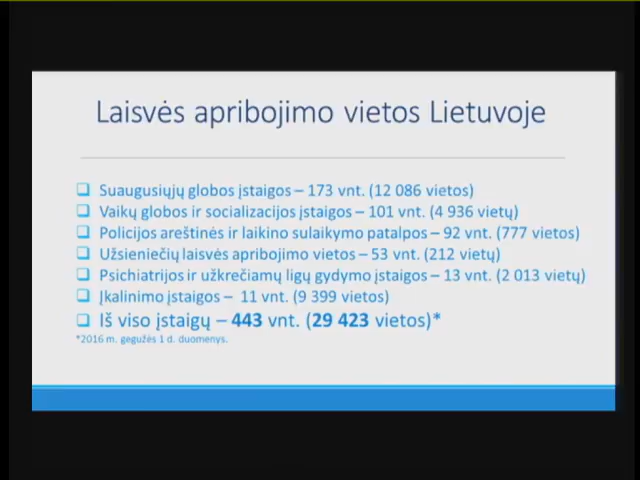 Laisvės apribojimo vietos Lietuvoje
Suaugusiųjų globos įstaigos – 173 vnt. (12 086 vietos)
Vaikų globos ir socializacijos įstaigos – 101 vnt. (4 936 vietų)
Policijos areštinės ir laikino sulaikymo patalpos – 92 vnt. (777 vietos)
Užsieniečių laisvės apribojimo vietos – 53 vnt. (212 vietų)
Psichiatrijos ir užkrečiamų ligų gydymo įstaigos – 13 vnt. (2 013 vietų)
Įkalinimo įstaigos – 11 vnt. (9 399 vietos)
Iš viso įstaigų – 443 vnt. (29 423 vietos)*
*2016 m. gegužės 1 d. duomenys.